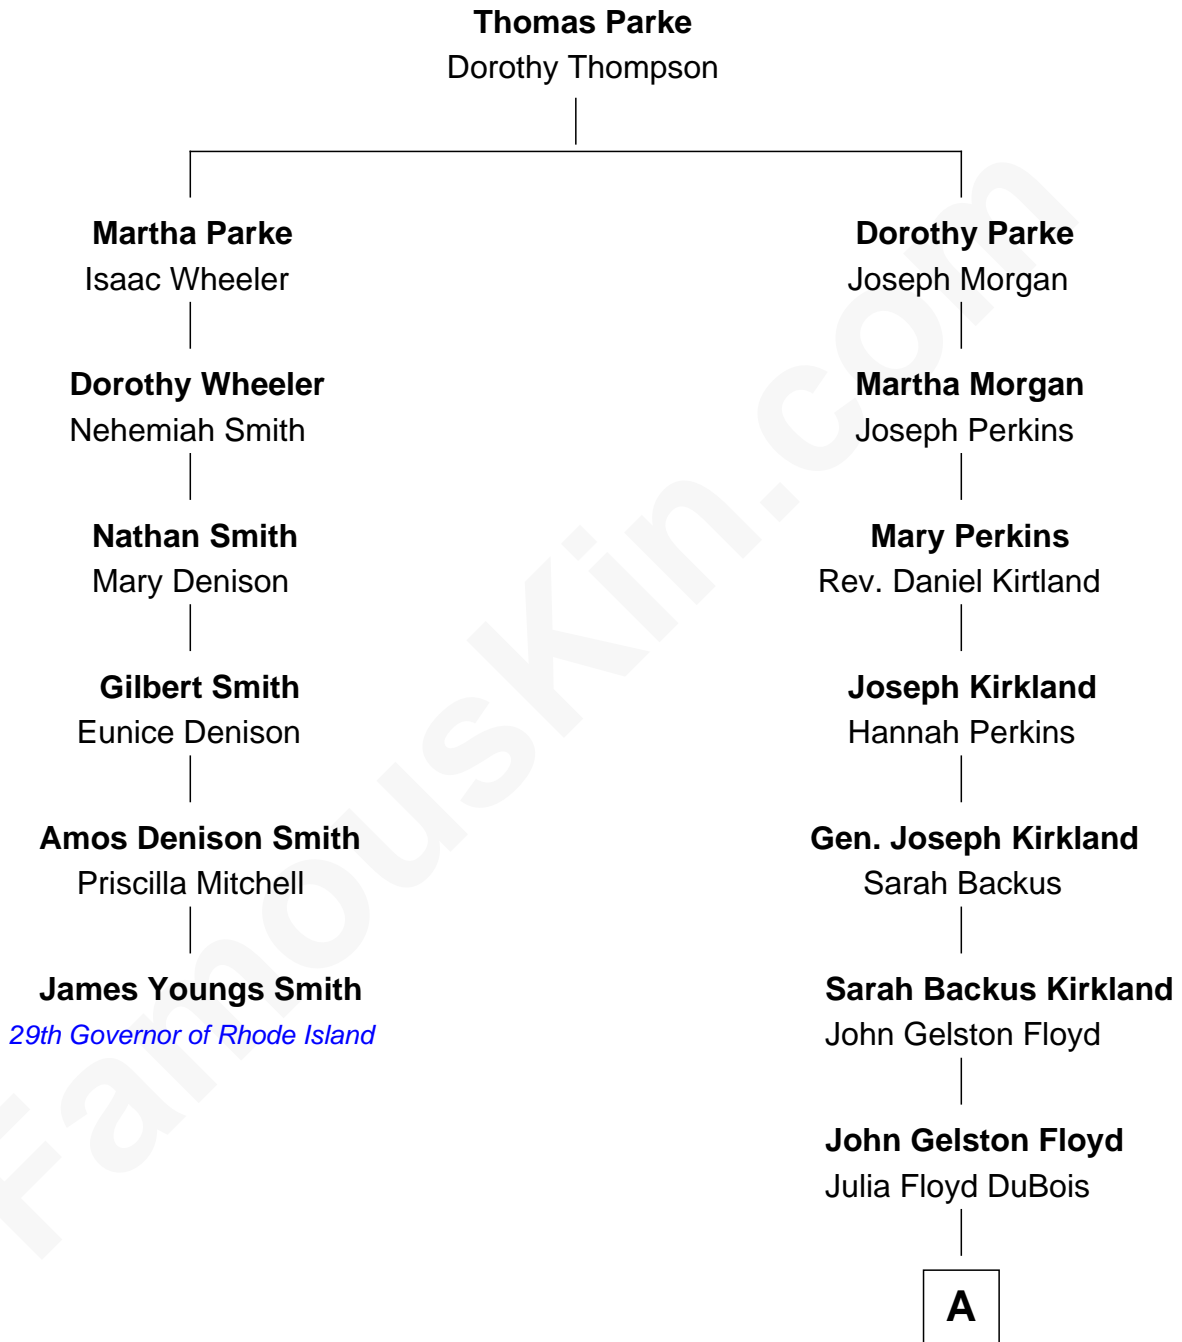 Thomas Parke
Dorothy Thompson
Martha Parke
Isaac Wheeler
Dorothy Parke
Joseph Morgan
Dorothy Wheeler
Nehemiah Smith
Martha Morgan
Joseph Perkins
Nathan Smith
Mary Denison
Mary Perkins
Rev. Daniel Kirtland
Gilbert Smith
Eunice Denison
Joseph Kirkland
Hannah Perkins
Amos Denison Smith
Priscilla Mitchell
Gen. Joseph Kirkland
Sarah Backus
James Youngs Smith
29th Governor of Rhode Island
Sarah Backus Kirkland
John Gelston Floyd
John Gelston Floyd
Julia Floyd DuBois
A
FamousKin.com